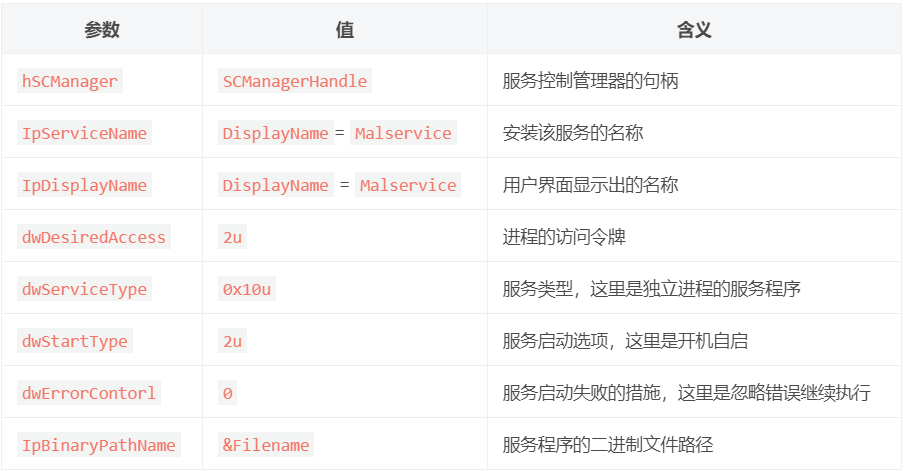 参数 值 含义
hSCManager SCManagerHandle 服务控制管理器的句柄
IpServiceName DisplayName= Malservice 安装该服务的名称
IpDisplayName DisplayName = Malservice 用户界面显示出的名称
dwDesiredAccess 2u 进程的访问令牌
dwServiceType 0x10u 服务类型，这里是独立进程的服务程序
dwStartType 2u 服务启动选项，这里是开机自启
dwErrorContorl 0 服务启动失败的措施，这里是忽略错误继续执行
IpBinaryPathName &Filename 服务程序的二进制文件路径